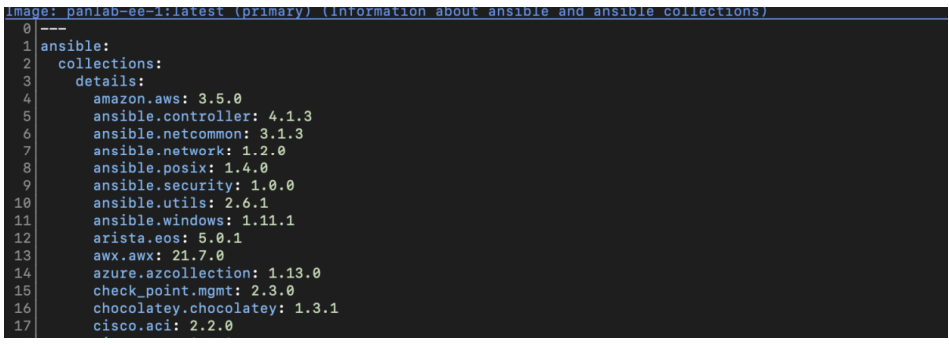 Image: panlab-ee-1:latest (primary) (Information about ansible and ansible collections)
0 ---
1 ansible:
2 collections:
3 details:
4 amazon.aws: 3.5.0
5 ansible.controller: 4.1.3
6 ansible.netcommon: 3.1.3
7 ansible.network: 1.2.0
8 ansible.posix: 1.4.0
9 ansible.security: 1.0.0
10 ansible.utils: 2.6.1
11 ansible.windows: 1.11.1
12 arista.eos: 5.0.1
13 awx.awx: 21.7.0
14 azure.azcollection: 1.13.0
15 check_point.mgmt: 2.3.0
16 chocolatey.chocolatey: 1.3.1
17 cisco.aci: 2.2.0